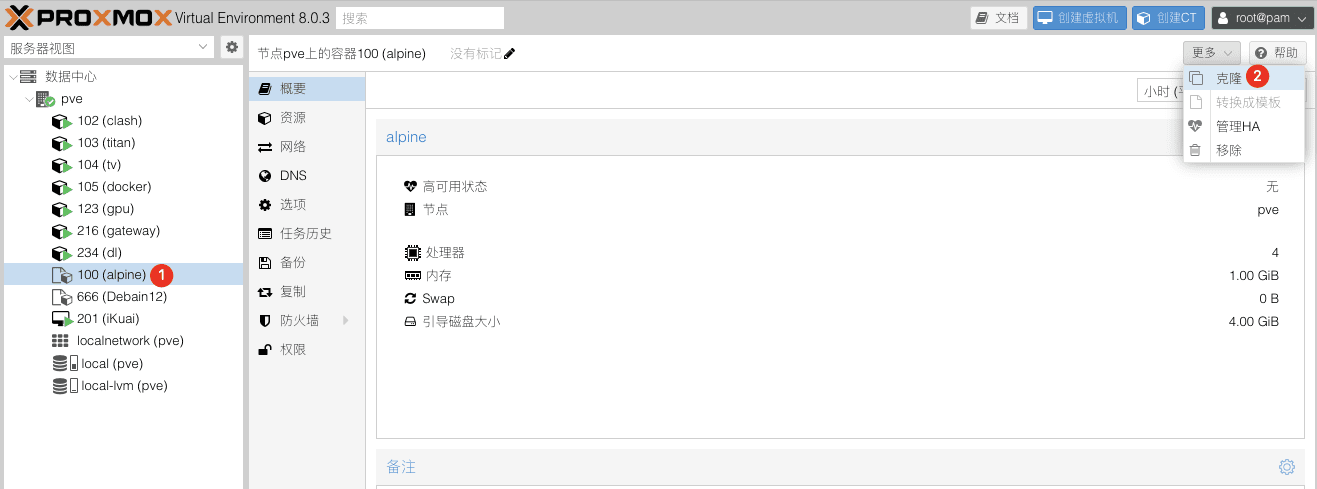 PROXMOX Virtual Environment 8.0.3 搜索 文档 创建虚拟机 创建CT root@pam
服务器视图
数据中心
pve
102 (clash)
103 (titan)
104 (tv)
105 (docker)
123 (gpu)
216 (gateway)
234 (dl)
100 (alpine) 1
666 (Debain12)
201 (iKuai)
localnetwork (pve)
local (pve)
local-lvm (pve)
节点pve上的容器100 (alpine) 没有标记 更多 帮助
概要
资源
网络
DNS
选项
任务历史
备份
复制
防火墙
权限
克隆 2
转换成模板
管理HA
移除
小时 (
alpine
高可用状态 无
节点 pve
处理器 4
内存 1.00 GiB
Swap 0 B
引导磁盘大小 4.00 GiB
备注